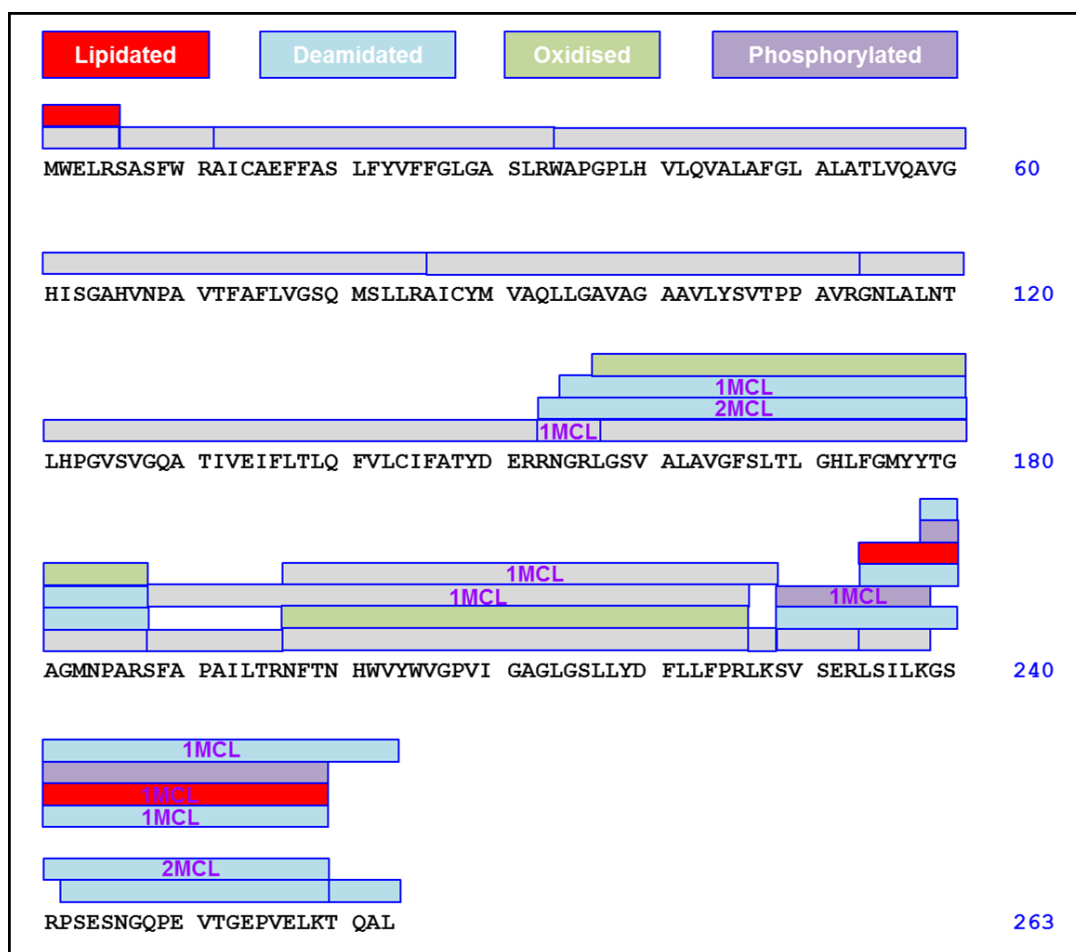 Lipidated Deamidated Oxidised Phosphorylated
MWELRSASFW RAICAEFFAS LFYVFFGLGA SLRWAPGPLH VLQVALAFGL ALATLVQAVG 60
HISGAHVNPA VTFAFLVGSQ MSLLRAICYM VAQLLGAVAG AAVLYSVTPP AVRGNLALNT 120
1MCL
2MCL
1MCL
LHPGVSVGQA TIVEIFLTLQ FVLCIFATYD ERRNGRLGSV ALAVGFSLTL GHLFGMYYTG 180
1MCL
1MCL 1MCL
AGMNPARSFA PAILTRNFTN HWVYWVGPVI GAGLGSLLYD FLLFPRLKSV SERLSILKGS 240
1MCL
1MCL
1MCL
2MCL
RPSESNGQPE VTGEPVELKT QAL 263